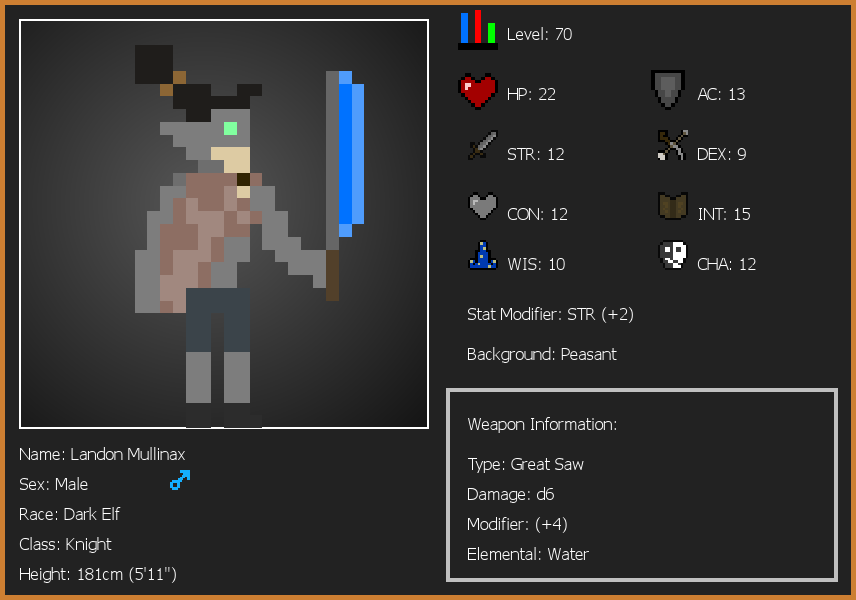 Level: 70
HP: 22
AC: 13
STR: 12
DEX: 9
CON: 12
INT: 15
WIS: 10
CHA: 12
Stat Modifier: STR (+2)
Background: Peasant
Weapon Information:
Type: Great Saw
Damage: d6
Modifier: (+4)
Elemental: Water
Name: Landon Mullinax
Sex: Male
Race: Dark Elf
Class: Knight
Height: 181cm (5'11")